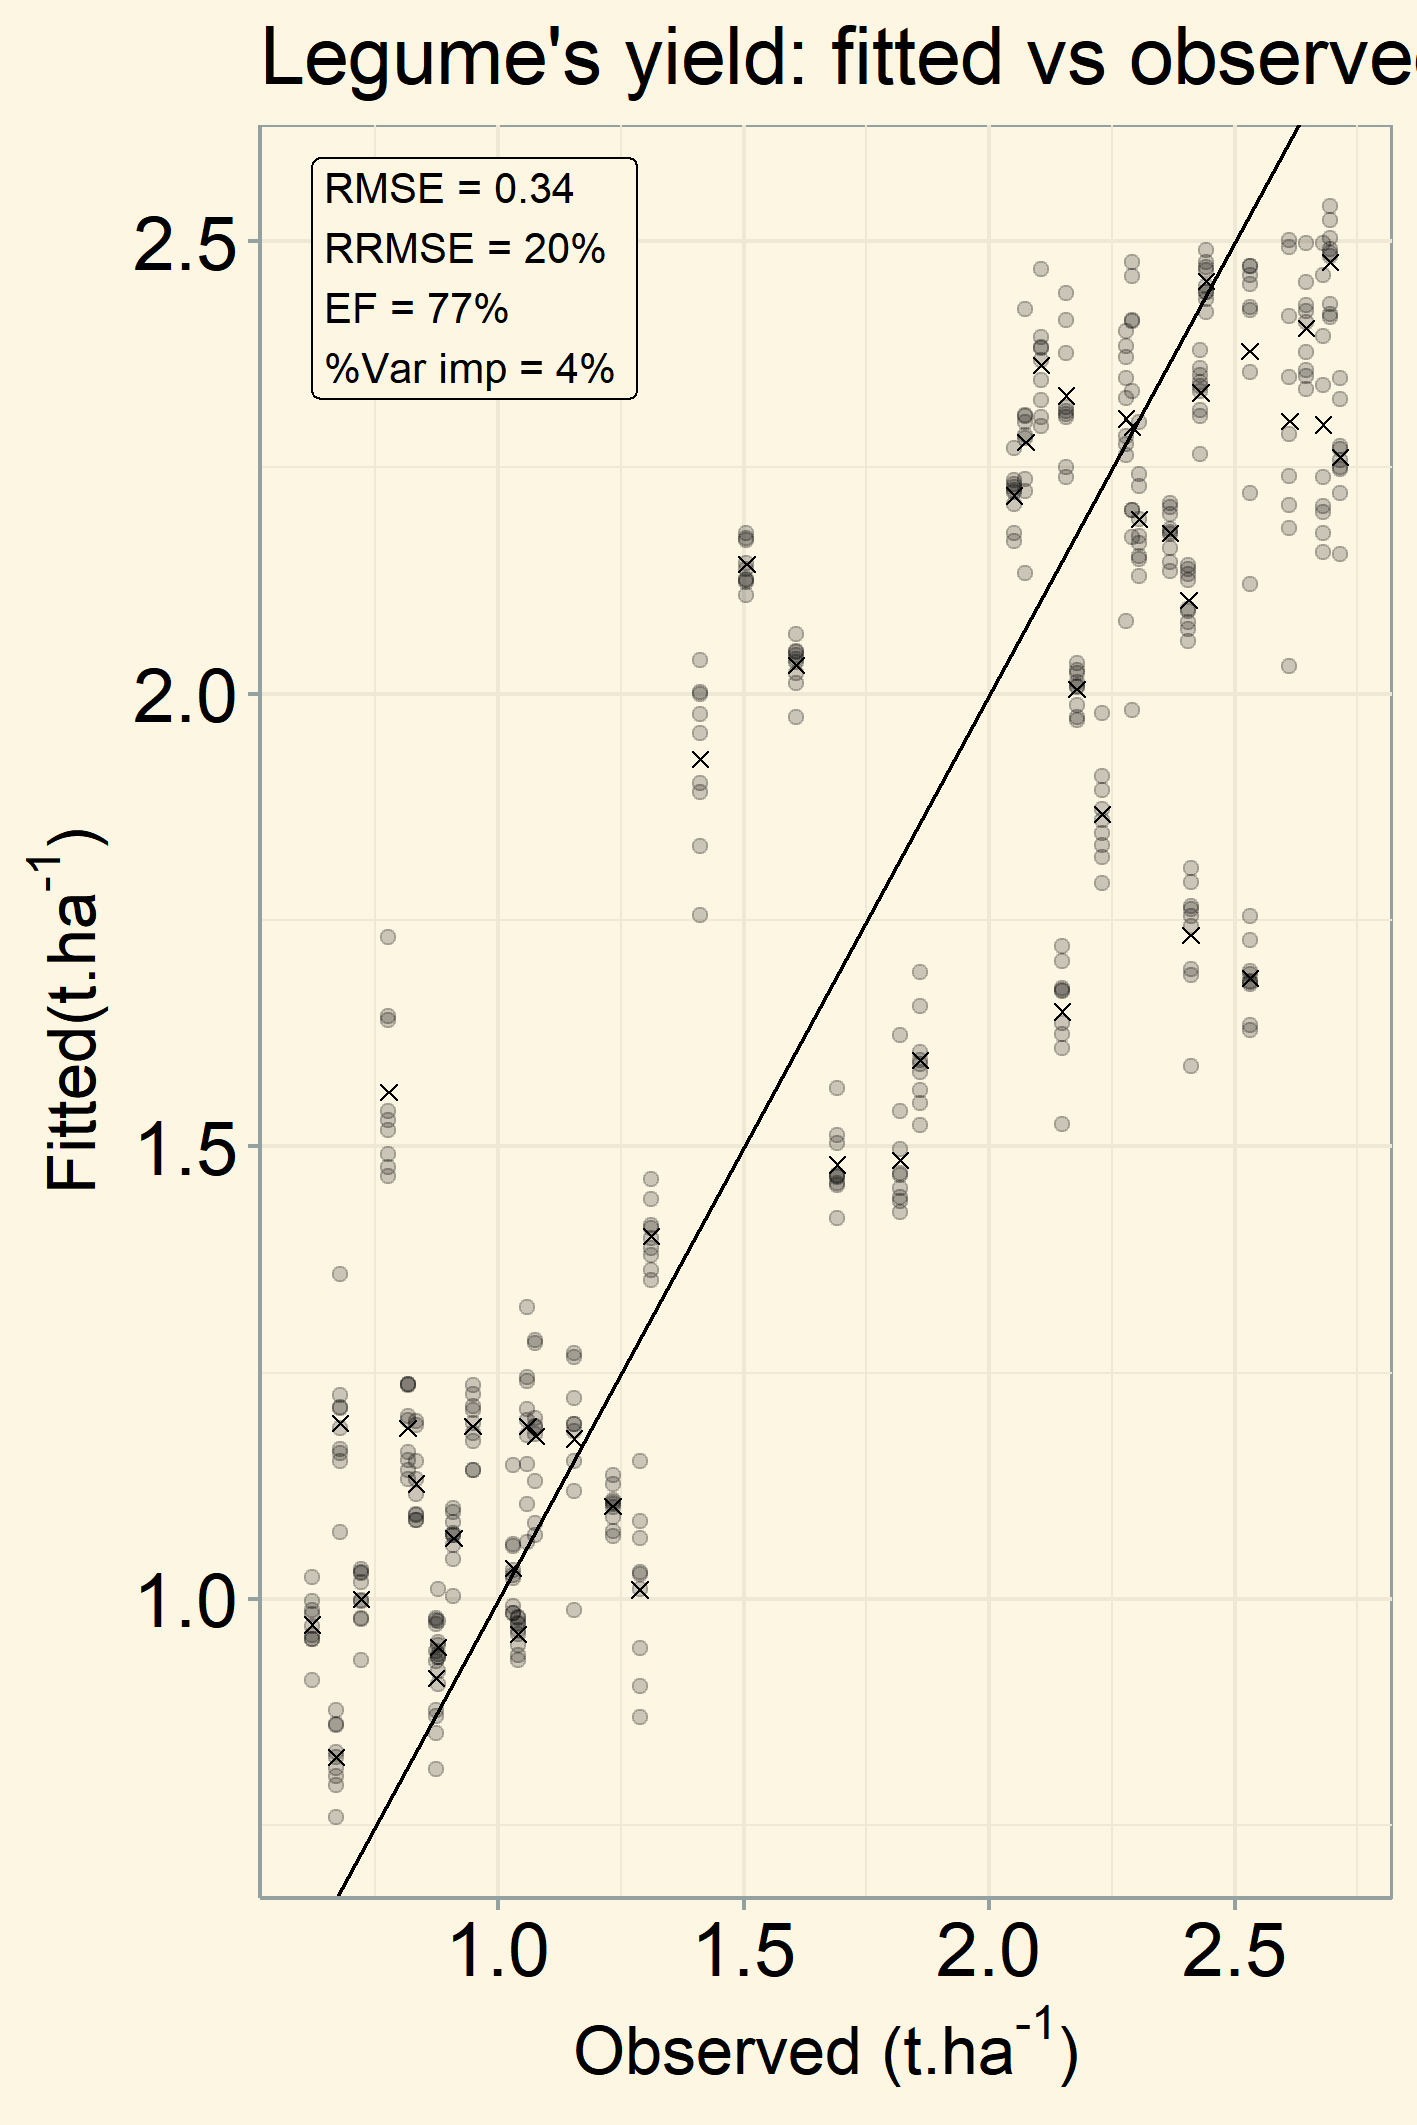 Legume's yield: fitted vs observed
RMSE = 0.34
RRMSE = 20%
EF = 77%
%Var imp = 4%
2.5
2.0
1.5
1.0
Fitted(t.ha⁻¹)
1.0 1.5 2.0 2.5
Observed (t.ha⁻¹)